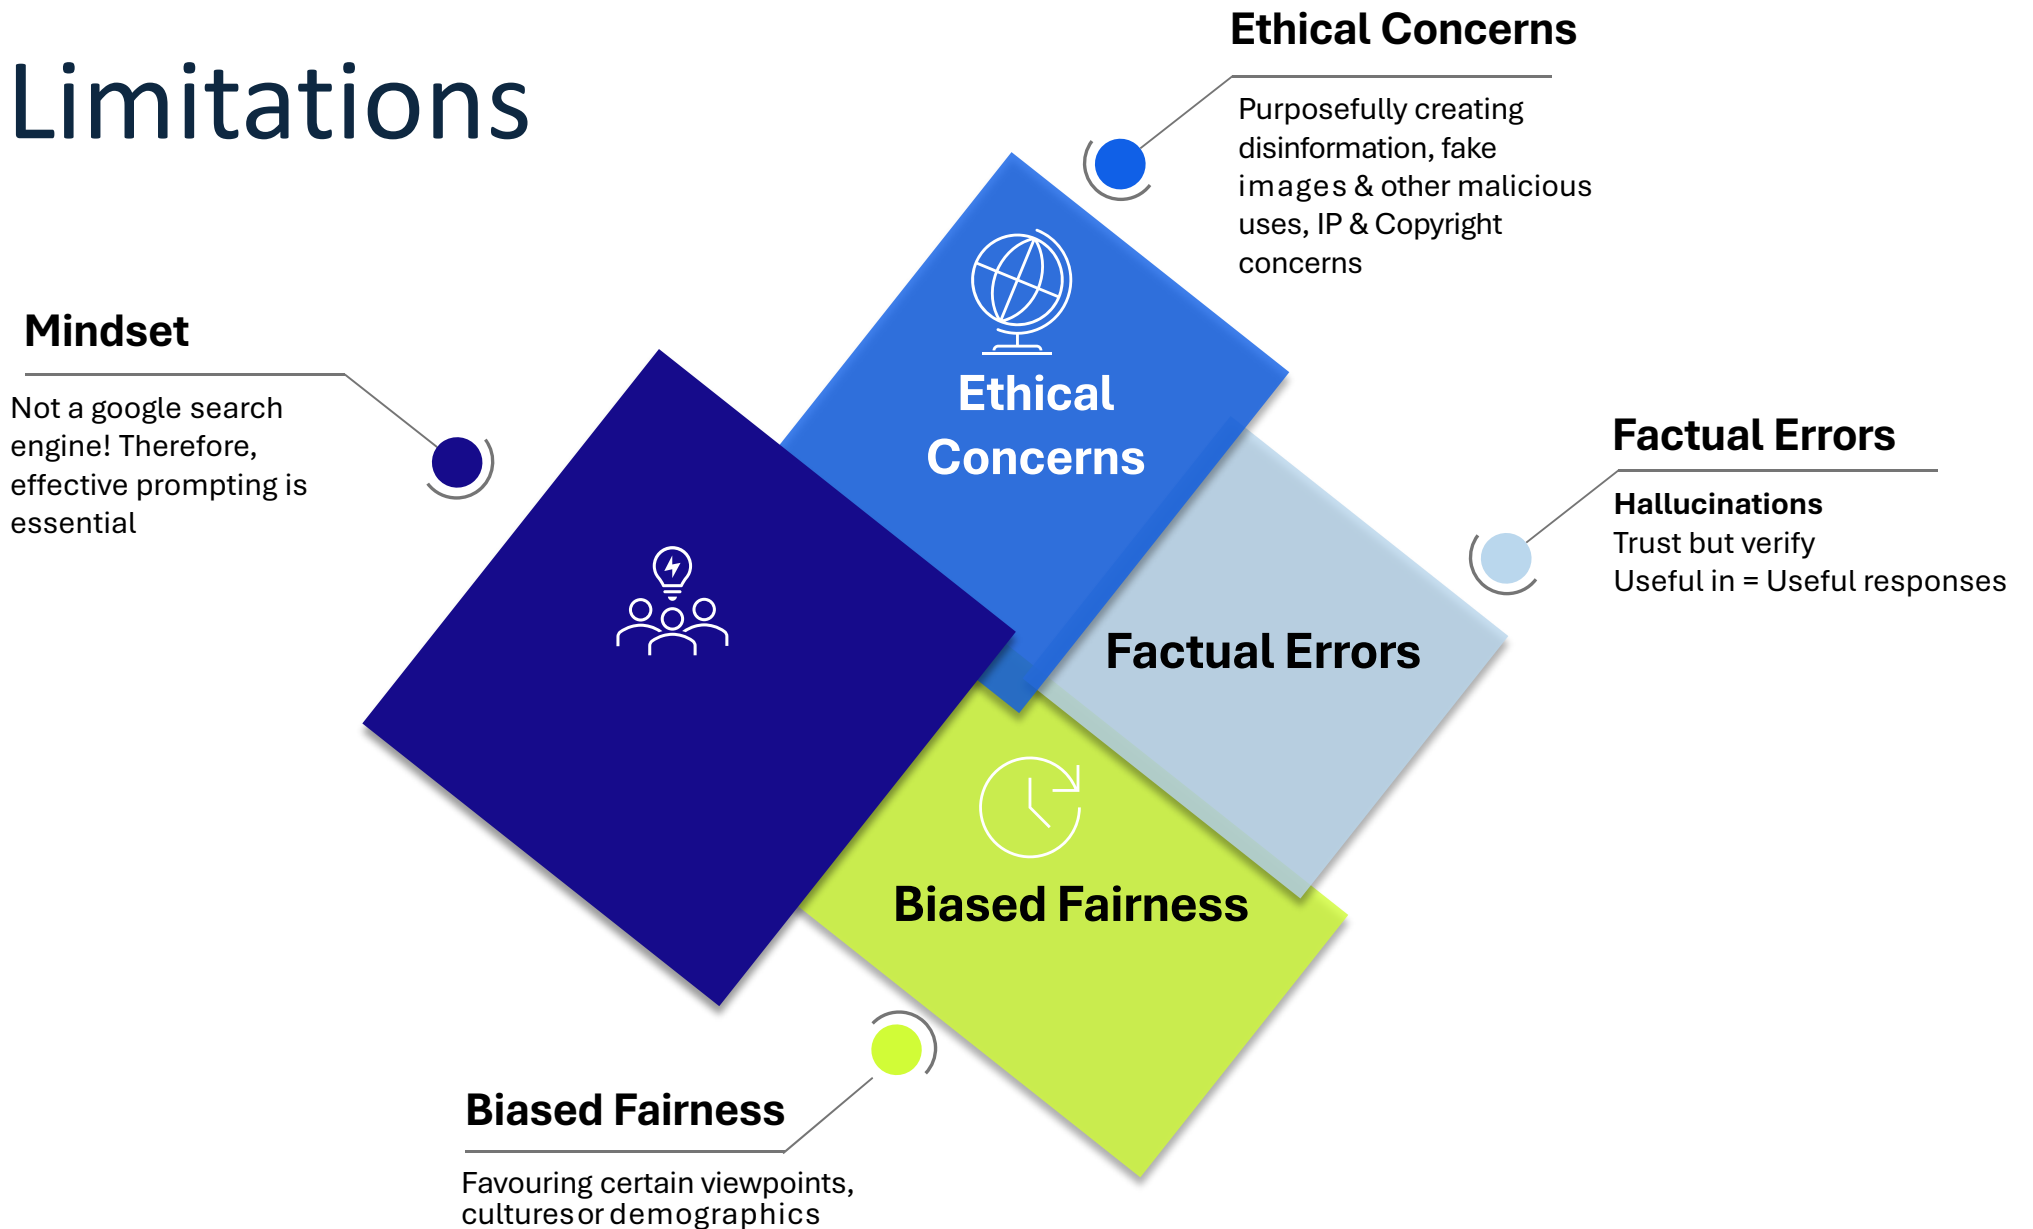 Limitations
Ethical Concerns
Purposefully creating
disinformation, fake
images & other malicious
uses, IP & Copyright
concerns
Mindset
Not a google search
engine! Therefore,
effective prompting is
essential
Ethical
Concerns
Factual Errors
Hallucinations
Trust but verify
Useful in = Useful responses
Factual Errors
Biased Fairness
Biased Fairness
Favouring certain viewpoints,
cultures or demographics